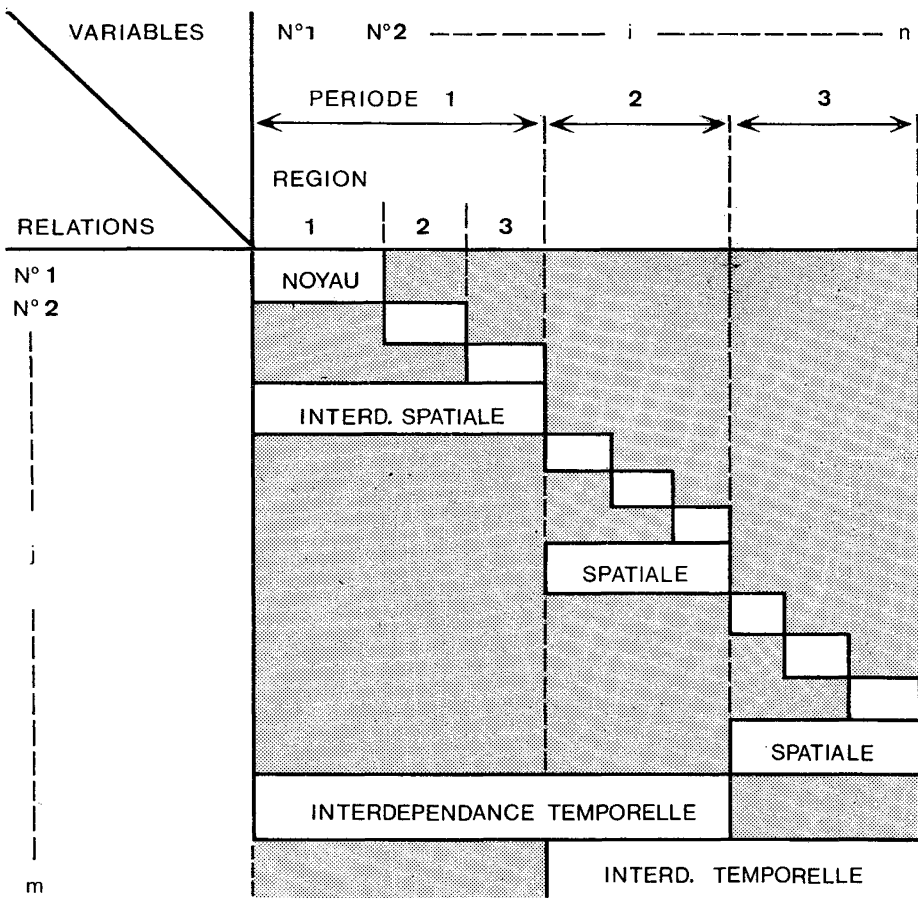 VARIABLES N°1 N°2 i n
PERIODE 1 2 3
REGION
RELATIONS 1 2 3
N° 1 NOYAU
N° 2
INTERD. SPATIALE
j SPATIALE
SPATIALE
INTERDEPENDANCE TEMPORELLE
m INTERD. TEMPORELLE